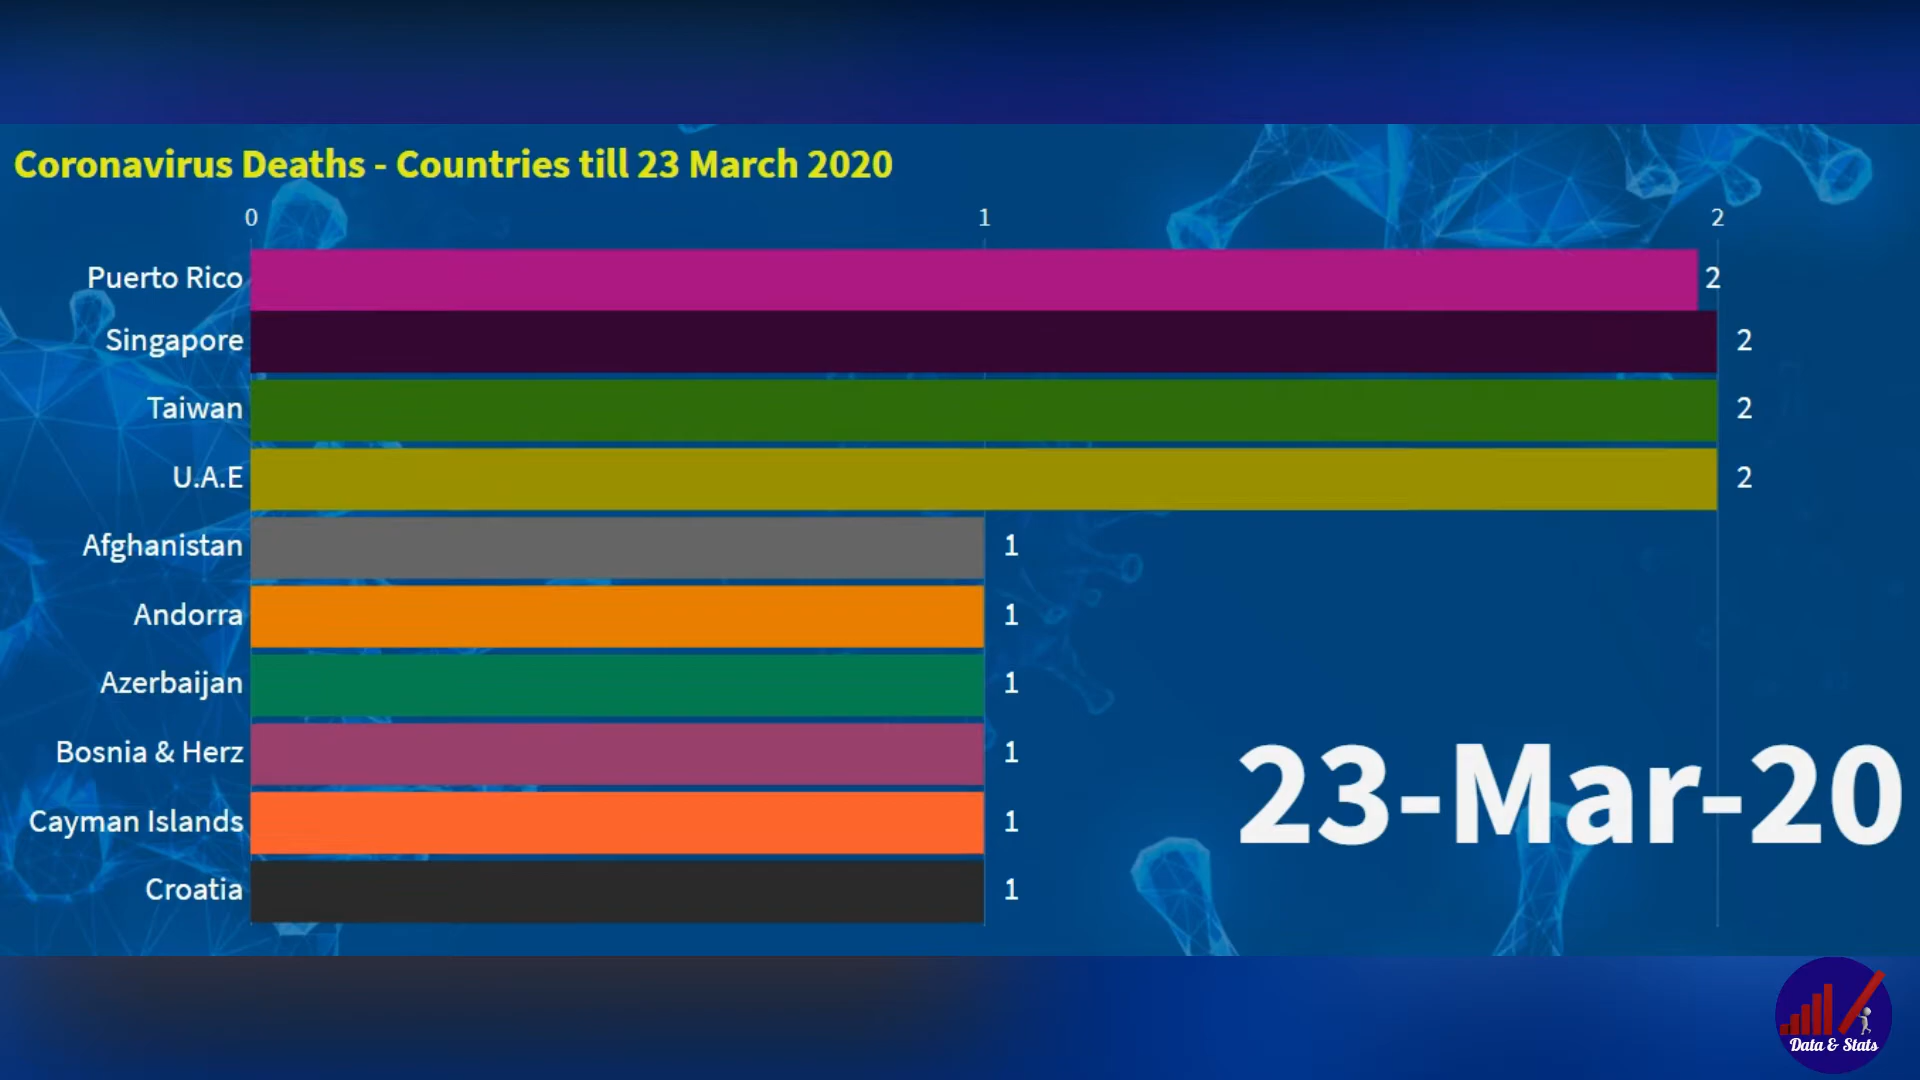 Coronavirus Deaths - Countries till 23 March 2020
0 1 2
Puerto Rico 2
Singapore 2
Taiwan 2
U.A.E 2
Afghanistan 1
Andorra 1
Azerbaijan 1
Bosnia & Herz 1
Cayman Islands 1
Croatia 1
23-Mar-20
Data & Stats